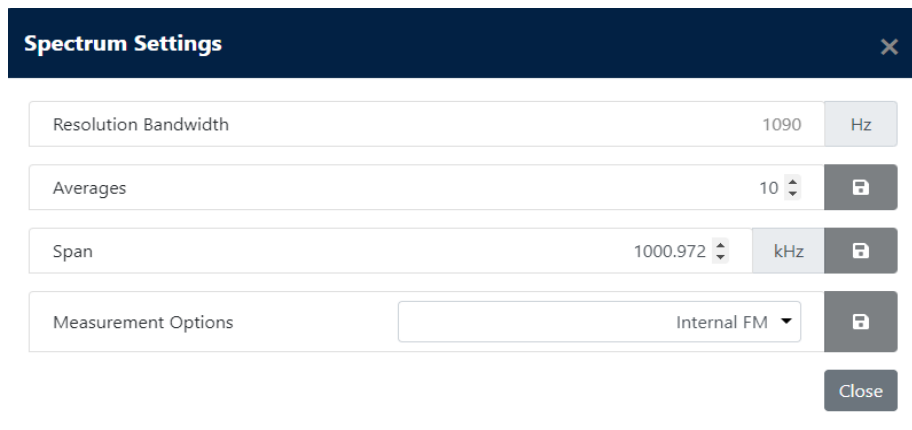 Spectrum Settings
Resolution Bandwidth 1090 Hz
Averages 10
Span 1000.972 kHz
Measurement Options Internal FM
Close